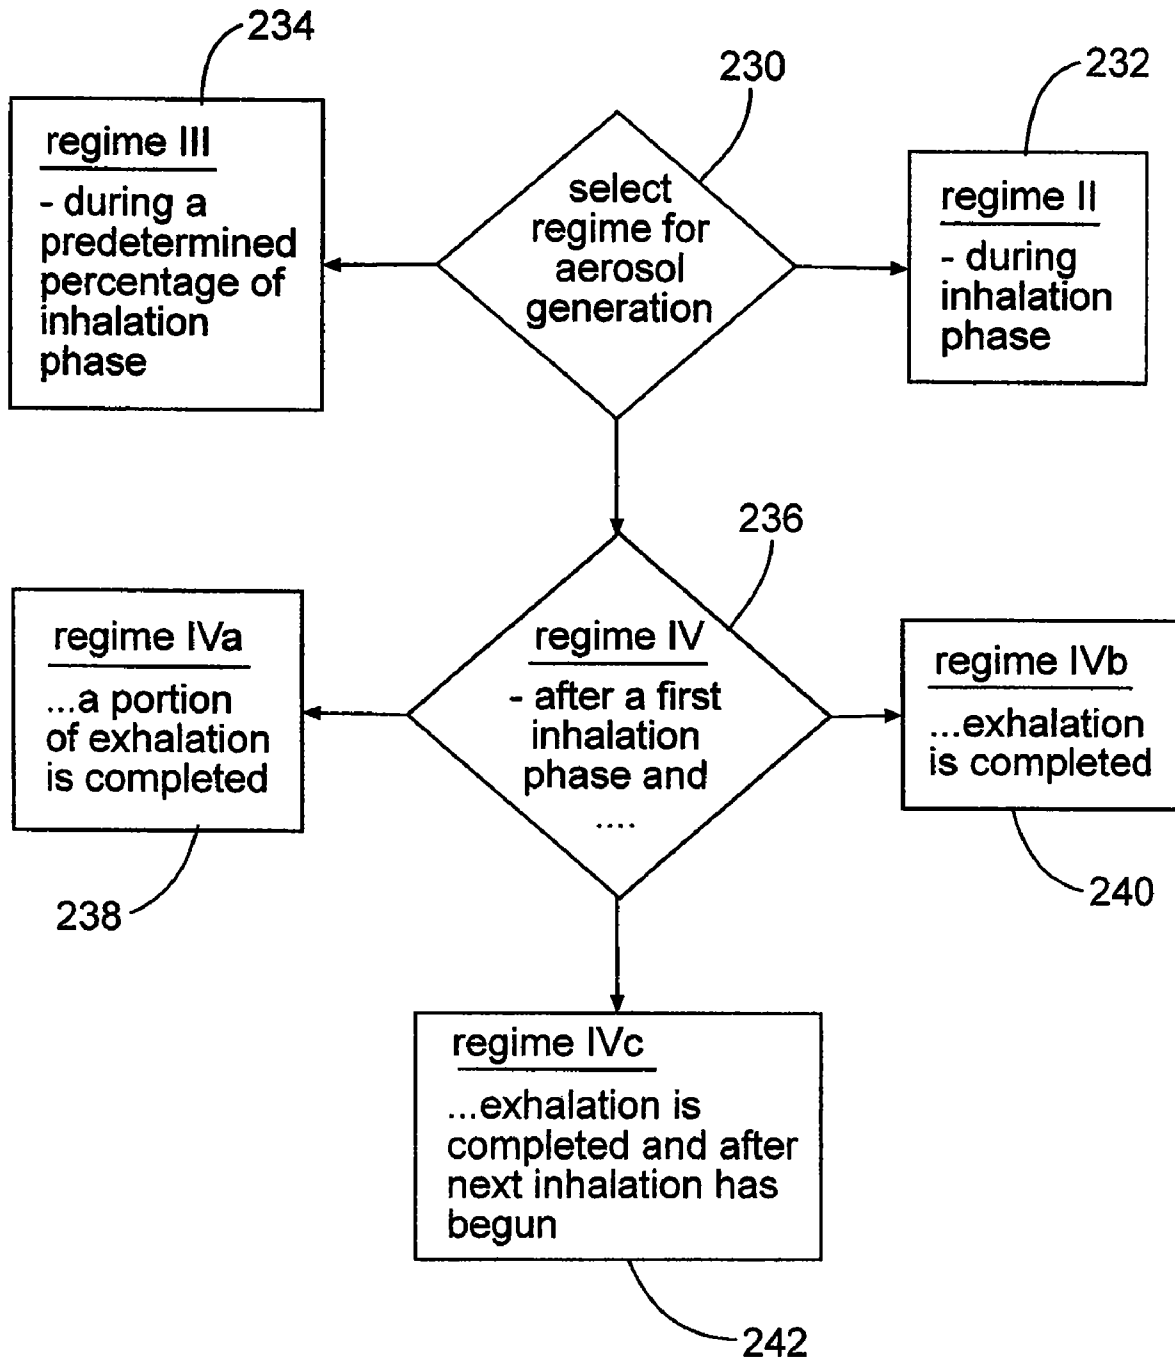 234
230
232
regime III
- during a
predetermined
percentage of
inhalation
phase
select
regime for
aerosol
generation
regime II
- during
inhalation
phase
236
regime IVa
...a portion
of exhalation
is completed
238
regime IV
- after a first
inhalation
phase and
....
regime IVb
...exhalation
is completed
240
regime IVc
...exhalation is
completed and after
next inhalation has
begun
242